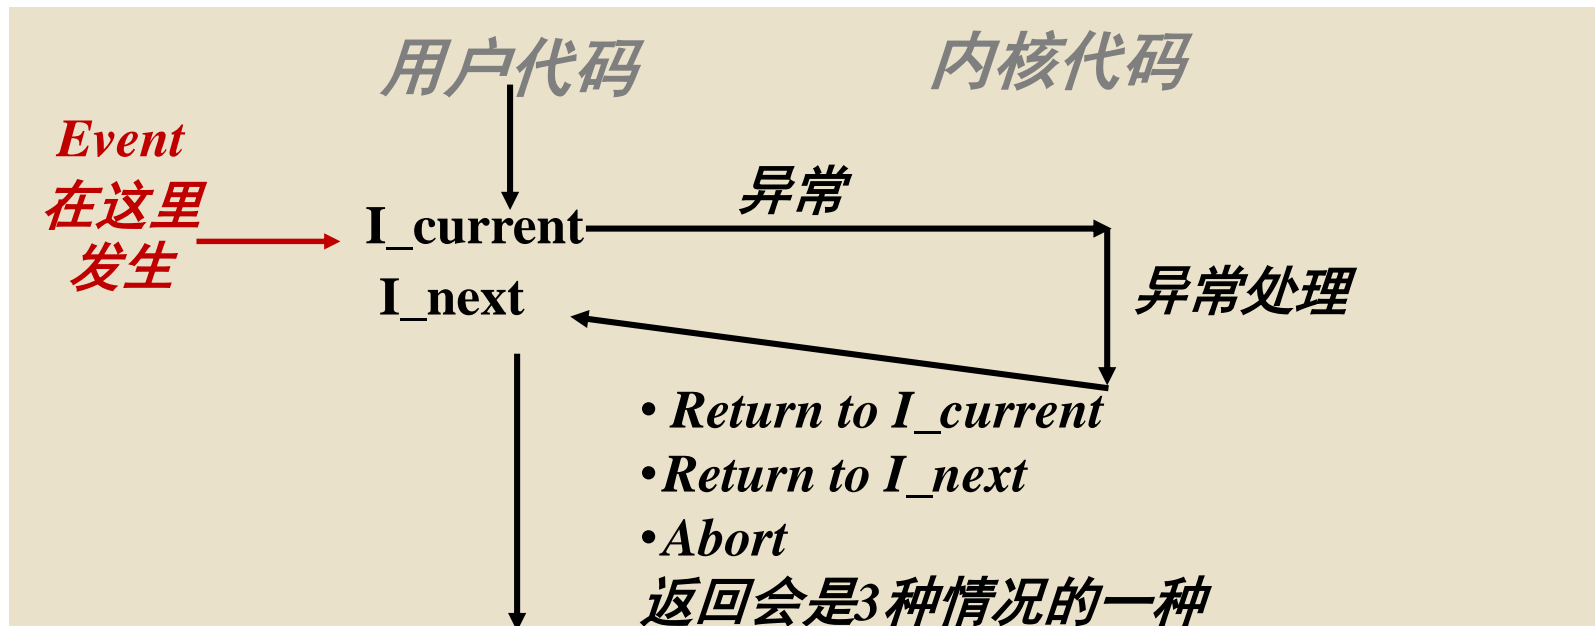 用户代码
内核代码
Event
在这里
发生
异常
I_current
I_next
异常处理
• Return to I_current
•Return to I_next
•Abort
返回会是3种情况的一种